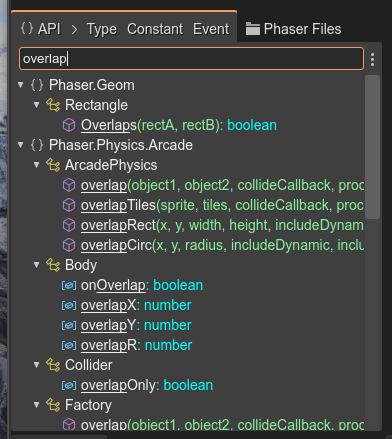 {} API > Type Constant Event Phaser Files
overlap
{} Phaser.Geom
Rectangle
Overlaps(rectA, rectB): boolean
{} Phaser.Physics.Arcade
ArcadePhysics
overlap(object1, object2, collideCallback, proc
overlapTiles(sprite, tiles, collideCallback, proc
overlapRect(x, y, width, height, includeDynam
overlapCirc(x, y, radius, includeDynamic, inclu
Body
onOverlap: boolean
overlapX: number
overlapY: number
overlapR: number
Collider
overlapOnly: boolean
Factory
overlap(object1, object2, collideCallback, proc